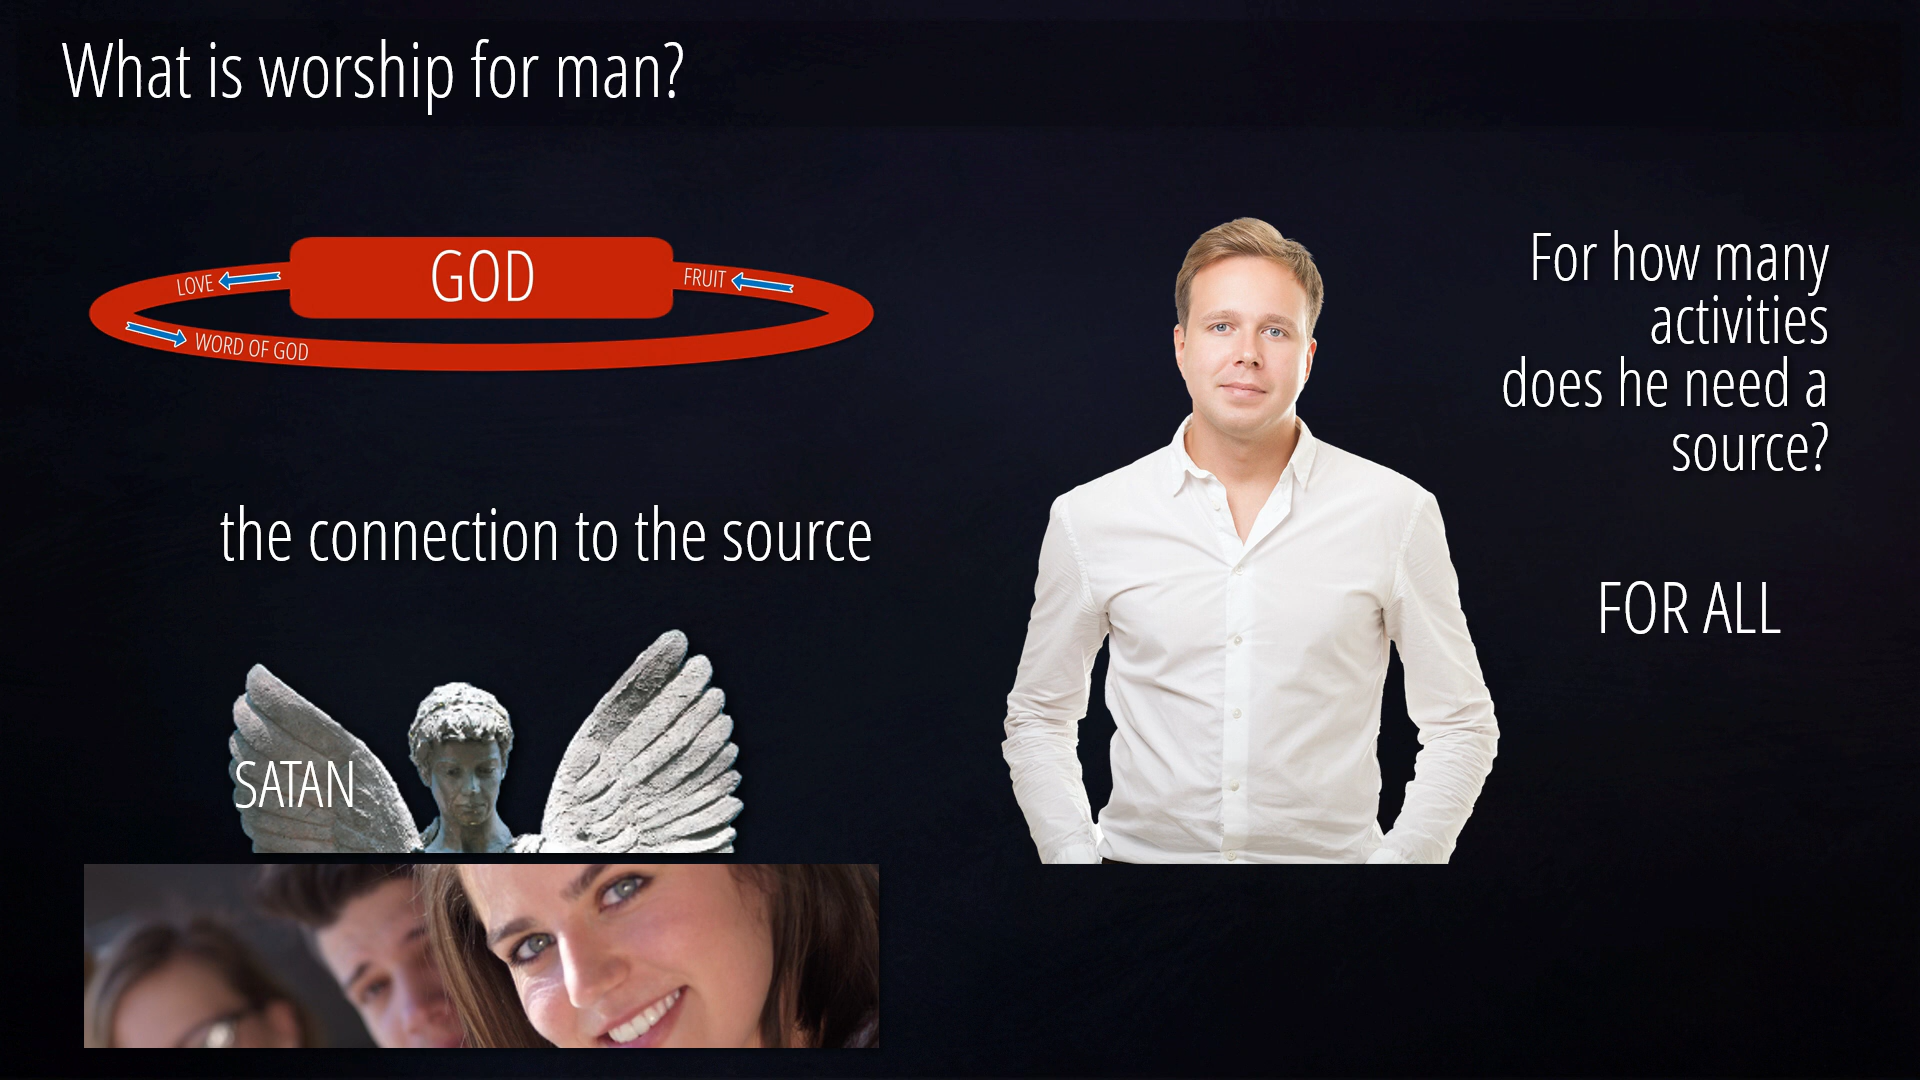 What is worship for man?
GOD
LOVE
FRUIT
WORD OF GOD
the connection to the source
SATAN
For how many
activities
does he need a
source?
FOR ALL